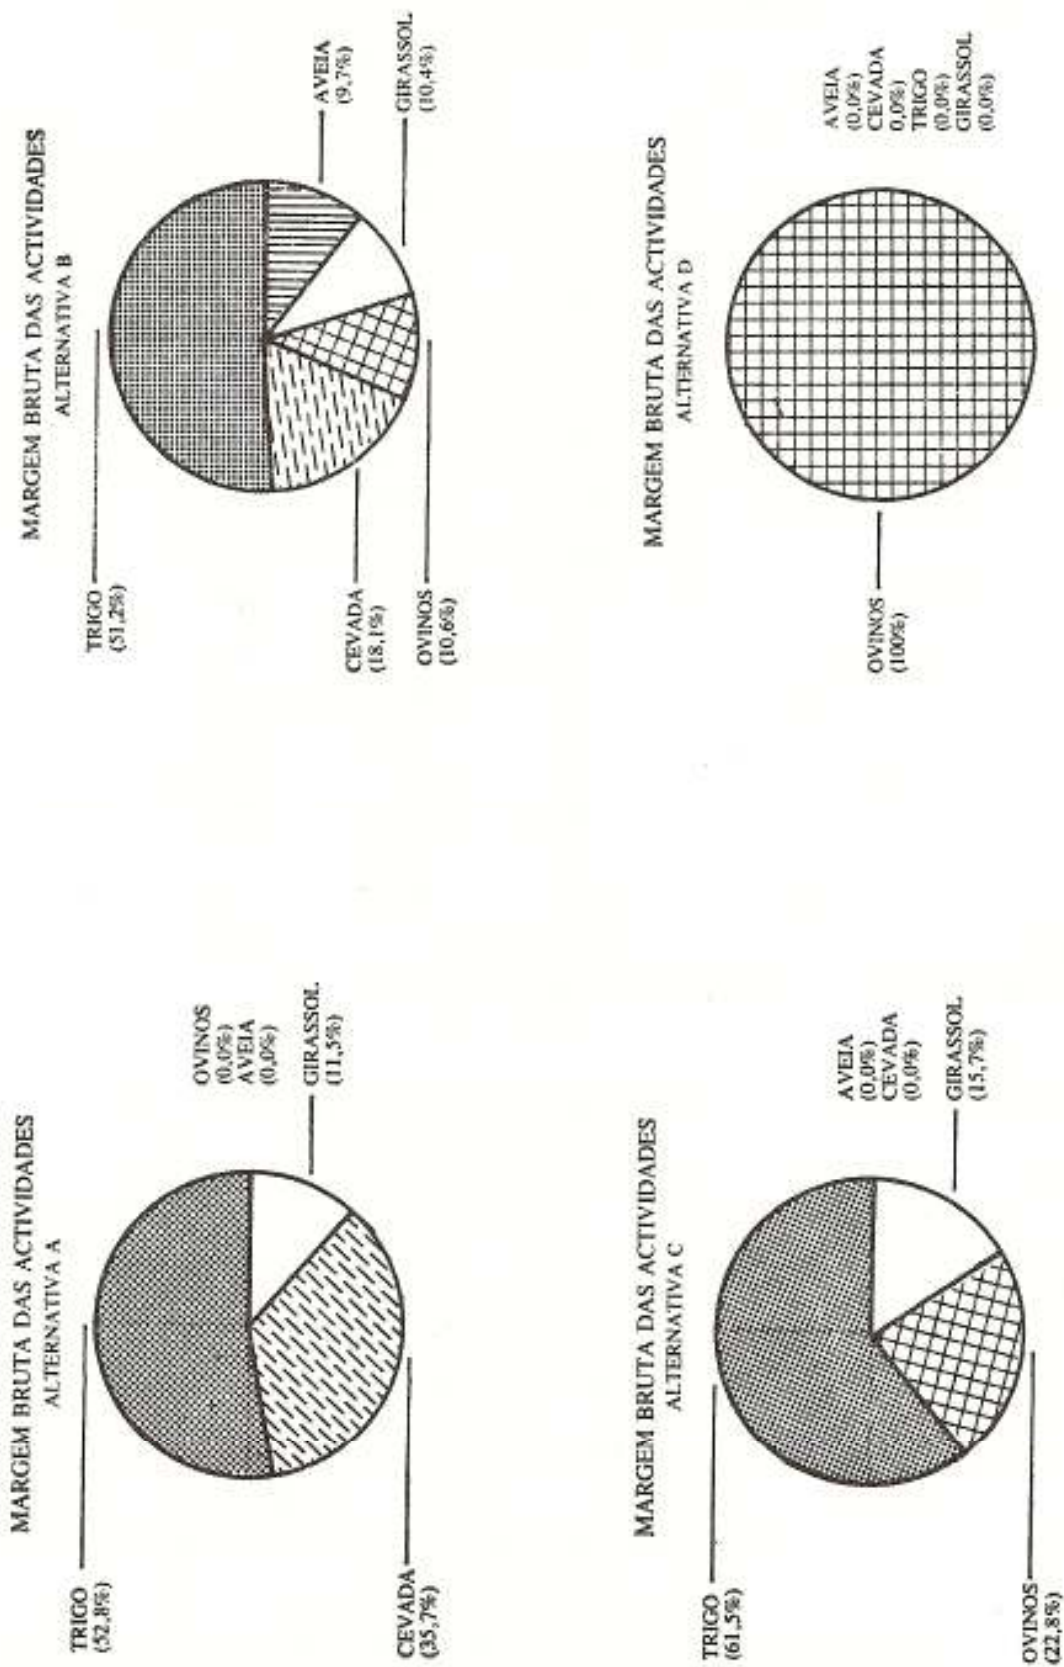 MARGEM BRUTA DAS ACTIVIDADES
ALTERNATIVA A
TRIGO
(52,8%)
OVINOS
(0,0%)
AVEIA
(0,0%)
GIRASSOL
(11,5%)
CEVADA
(35,7%)
MARGEM BRUTA DAS ACTIVIDADES
ALTERNATIVA B
TRIGO
(51,2%)
AVEIA
(9,7%)
GIRASSOL
(10,4%)
CEVADA
(18,1%)
OVINOS
(10,6%)
MARGEM BRUTA DAS ACTIVIDADES
ALTERNATIVA C
TRIGO
(61,5%)
AVEIA
(0,0%)
CEVADA
(0,0%)
GIRASSOL
(15,7%)
OVINOS
(22,8%)
MARGEM BRUTA DAS ACTIVIDADES
ALTERNATIVA D
AVEIA
(0,0%)
CEVADA
0,0%)
TRIGO
(0,0%)
GIRASSOL
(0,0%)
OVINOS
(100%)